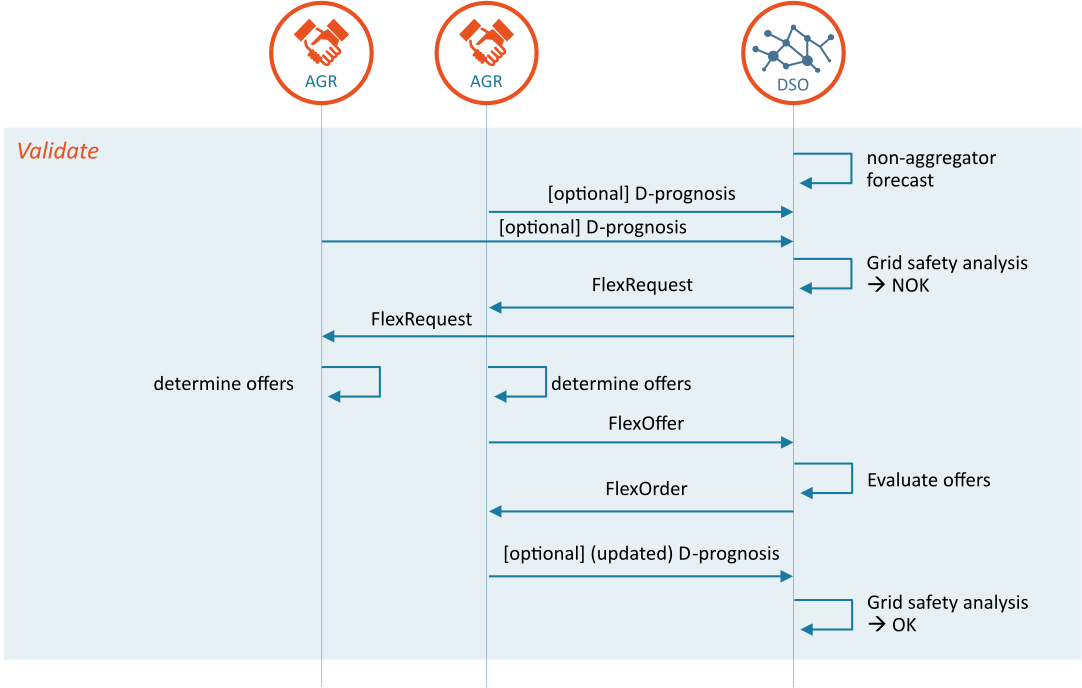 AGR
AGR
DSO
Validate
non-aggregator
forecast
[optional] D-prognosis
[optional] D-prognosis
Grid safety analysis
→ NOK
FlexRequest
FlexRequest
determine offers
determine offers
FlexOffer
Evaluate offers
FlexOrder
[optional] (updated) D-prognosis
Grid safety analysis
→ OK